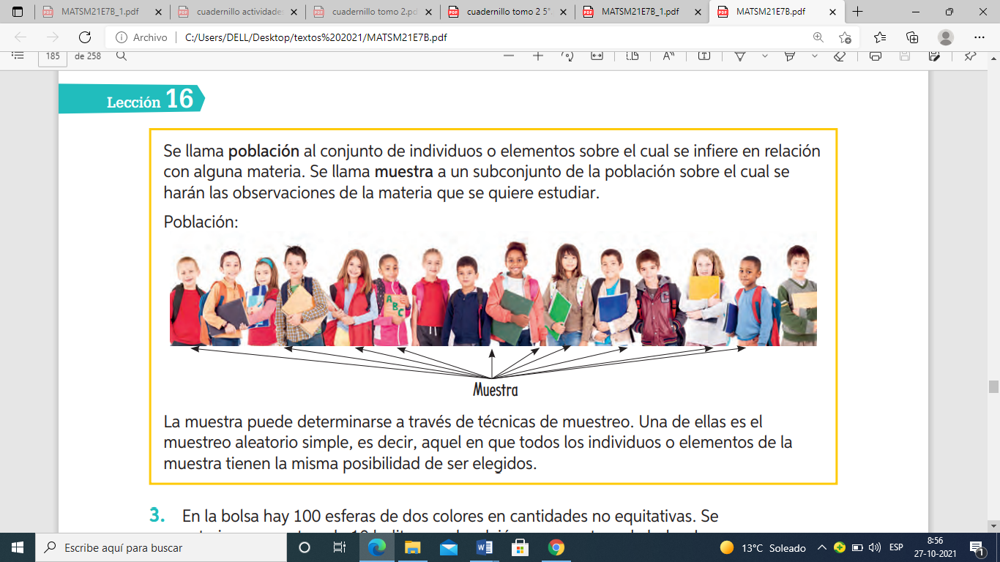 MATSM21E7B_1.pdf
cuadernillo actividade
cuadernillo tomo 2.pd
cuadernillo tomo 2 5°.
MATSM21E7B_1.pdf
MATSM21E7B.pdf
Archivo C:/Users/DELL/Desktop/textos%202021/MATSM21E7B.pdf
185 de 258
Lección 16
Se llama población al conjunto de individuos o elementos sobre el cual se infiere en relación
con alguna materia. Se llama muestra a un subconjunto de la población sobre el cual se
harán las observaciones de la materia que se quiere estudiar.
Población:
A
B
C
Muestra
La muestra puede determinarse a través de técnicas de muestreo. Una de ellas es el
muestreo aleatorio simple, es decir, aquel en que todos los individuos o elementos de la
muestra tienen la misma posibilidad de ser elegidos.
3. En la bolsa hay 100 esferas de dos colores en cantidades no equitativas. Se
Escribe aquí para buscar
13°C Soleado
ESP
8:56
27-10-2021
1